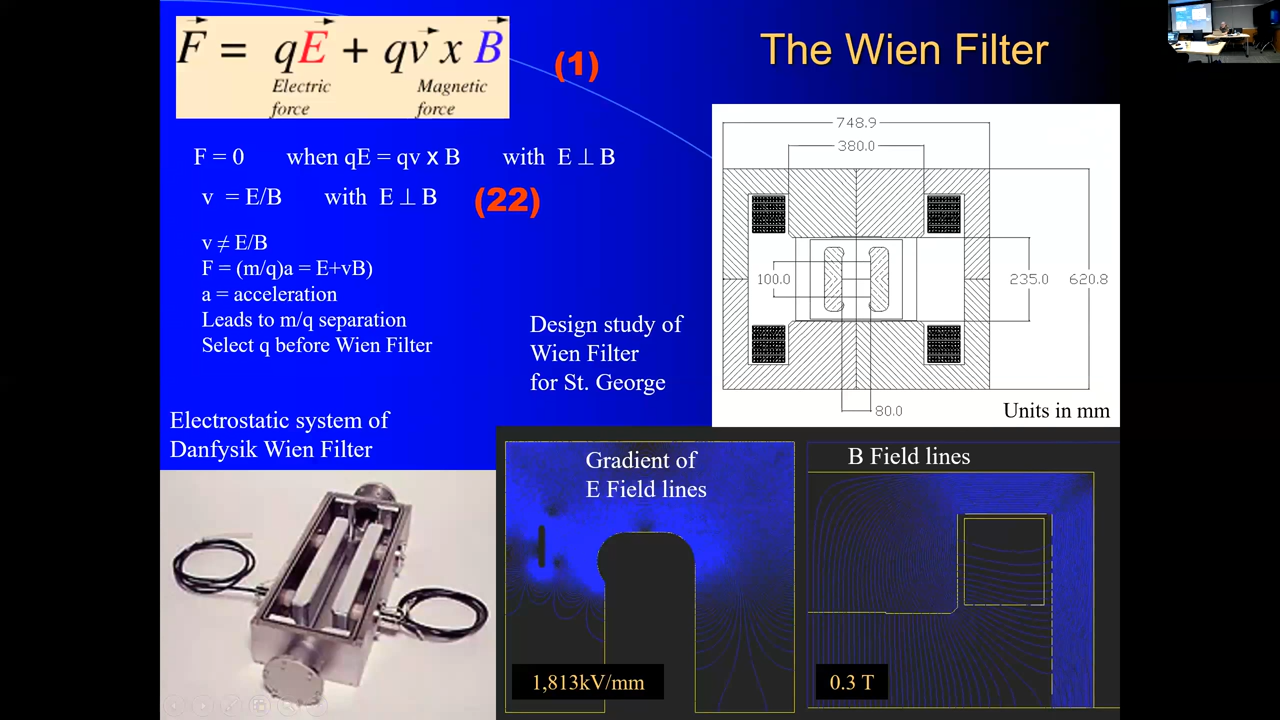 The Wien Filter
F = qE + qv x B
Electric force
Magnetic force
(1)
F = 0 when qE = qv x B with E ⊥ B
v = E/B with E ⊥ B
(22)
v ≠ E/B
F = (m/q)a = E+vB)
a = acceleration
Leads to m/q separation
Select q before Wien Filter
Design study of
Wien Filter
for St. George
748.9
380.0
100.0
235.0
620.8
80.0
Units in mm
Electrostatic system of
Danfysik Wien Filter
Gradient of
E Field lines
1,813kV/mm
B Field lines
0.3 T